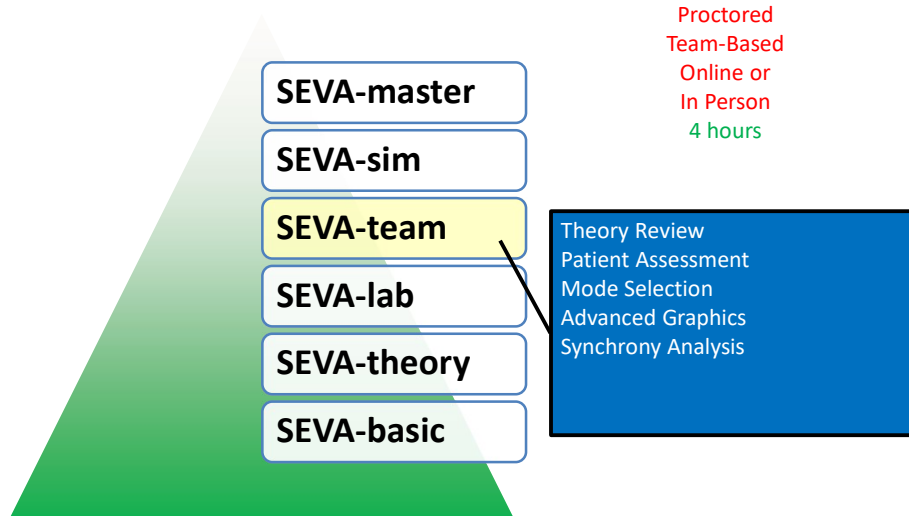 Proctored
Team-Based
Online or
In Person
4 hours
SEVA-master
SEVA-sim
SEVA-team
SEVA-lab
SEVA-theory
SEVA-basic
Theory Review
Patient Assessment
Mode Selection
Advanced Graphics
Synchrony Analysis